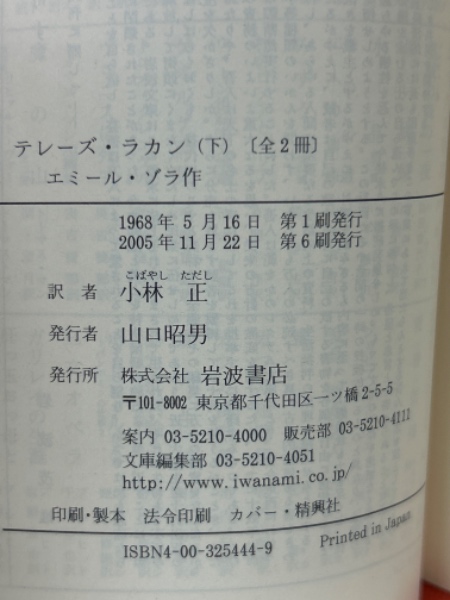 テレーズ・ラカン（下）〔全2冊〕
エミール・ゾラ作
1968年 5月16日 第1刷発行
2005年11月22日 第6刷発行
こばやし ただし
訳者 小林 正
発行者 山口昭男
発行所 株式会社 岩波書店
〒101-8002 東京都千代田区一ツ橋2-5-5
案内 03-5210-4000 販売部 03-5210-4111
文庫編集部 03-5210-4051
http://www.iwanami.co.jp/
印刷・製本 法令印刷 カバー・精興社
ISBN4-00-325444-9 Printed in Japan